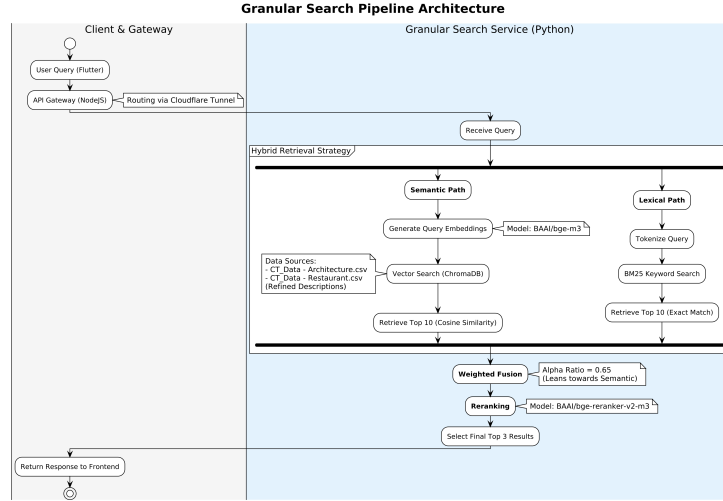 Granular Search Pipeline Architecture
Client & Gateway
Granular Search Service (Python)
User Query (Flutter)
API Gateway (NodeJS)
Routing via Cloudflare Tunnel
Receive Query
Hybrid Retrieval Strategy
Semantic Path
Generate Query Embeddings
Model: BAAI/bge-m3
Data Sources:
- CT_Data - Architecture.csv
- CT_Data - Restaurant.csv
(Refined Descriptions)
Vector Search (ChromaDB)
Retrieve Top 10 (Cosine Similarity)
Lexical Path
Tokenize Query
BM25 Keyword Search
Retrieve Top 10 (Exact Match)
Weighted Fusion
Alpha Ratio = 0.65
(Leans towards Semantic)
Reranking
Model: BAAI/bge-reranker-v2-m3
Select Final Top 3 Results
Return Response to Frontend